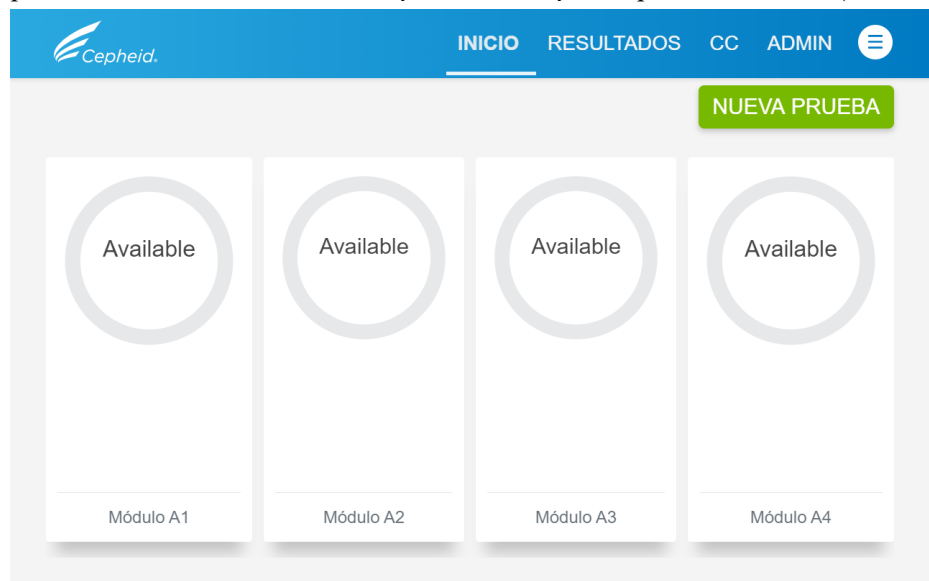 Cepheid.
INICIO RESULTADOS CC ADMIN
NUEVA PRUEBA
Available Available Available Available
Módulo A1 Módulo A2 Módulo A3 Módulo A4